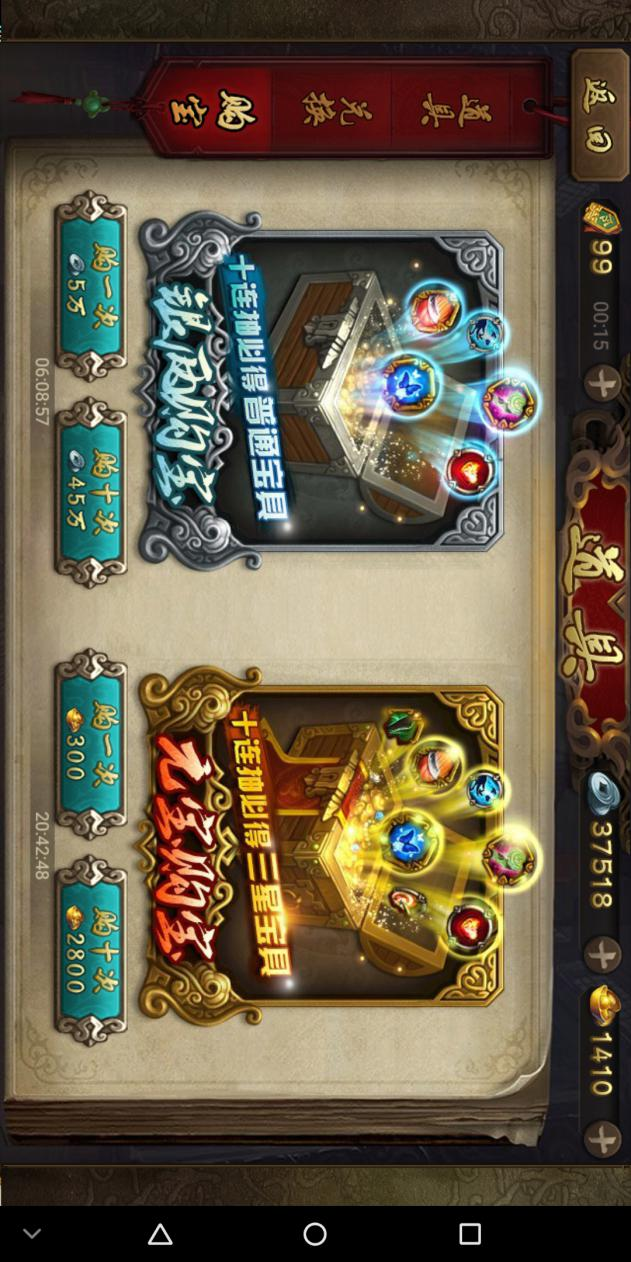 返回
99
00:15
道具
37518
1410
道具
兑换
购宝
十连抽必得普通宝具
银两购宝
十连抽必得三星宝具
元宝购宝
购一次
5万
购十次
45万
购一次
300
购十次
2800
06:08:57
20:42:48